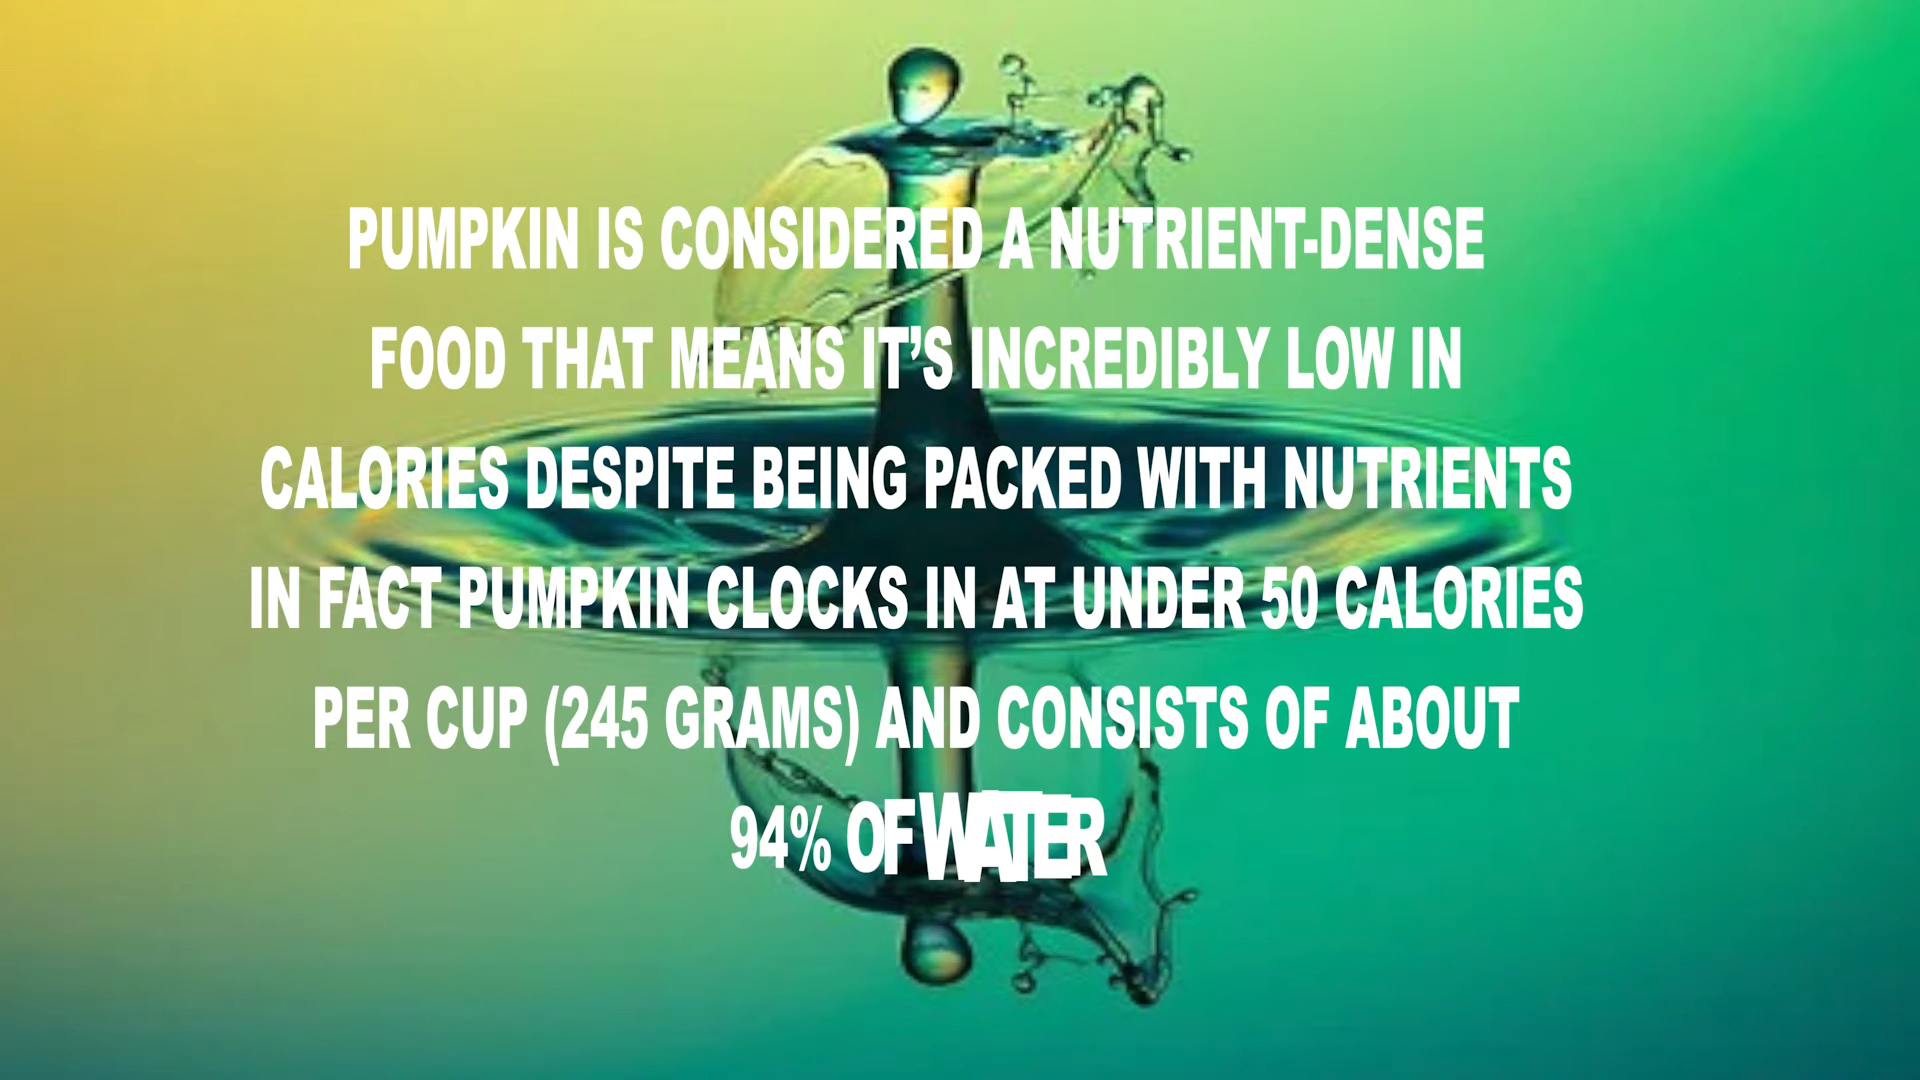 PUMPKIN IS CONSIDERED A NUTRIENT-DENSE
FOOD THAT MEANS IT’S INCREDIBLY LOW IN
CALORIES DESPITE BEING PACKED WITH NUTRIENTS
IN FACT PUMPKIN CLOCKS IN AT UNDER 50 CALORIES
PER CUP (245 GRAMS) AND CONSISTS OF ABOUT
94% OF WATER